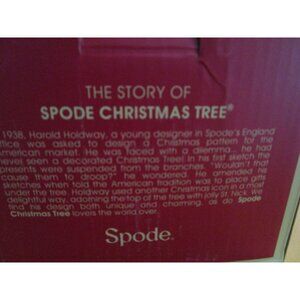 THE STORY OF
SPODE CHRISTMAS TREE®
1938, Harold Holdway, a young designer in Spode's England
ffice was asked to design a Christmas pattern for the
merican market. He was faced with a dilemma... he had
ever seen a decorated Christmas Tree! In his first sketch the
presents were suspended from the branches. "Wouldn't that
cause them to droop?" he wondered. He amended his
sketches when told the American tradition was to place gifts
under the tree. Holdway used another Christmas icon in a most
delightful way, adorning the top of the tree with jolly St. Nick. We
find his design both unique and charming, as do Spode
Christmas Tree lovers the world over.
Spode®